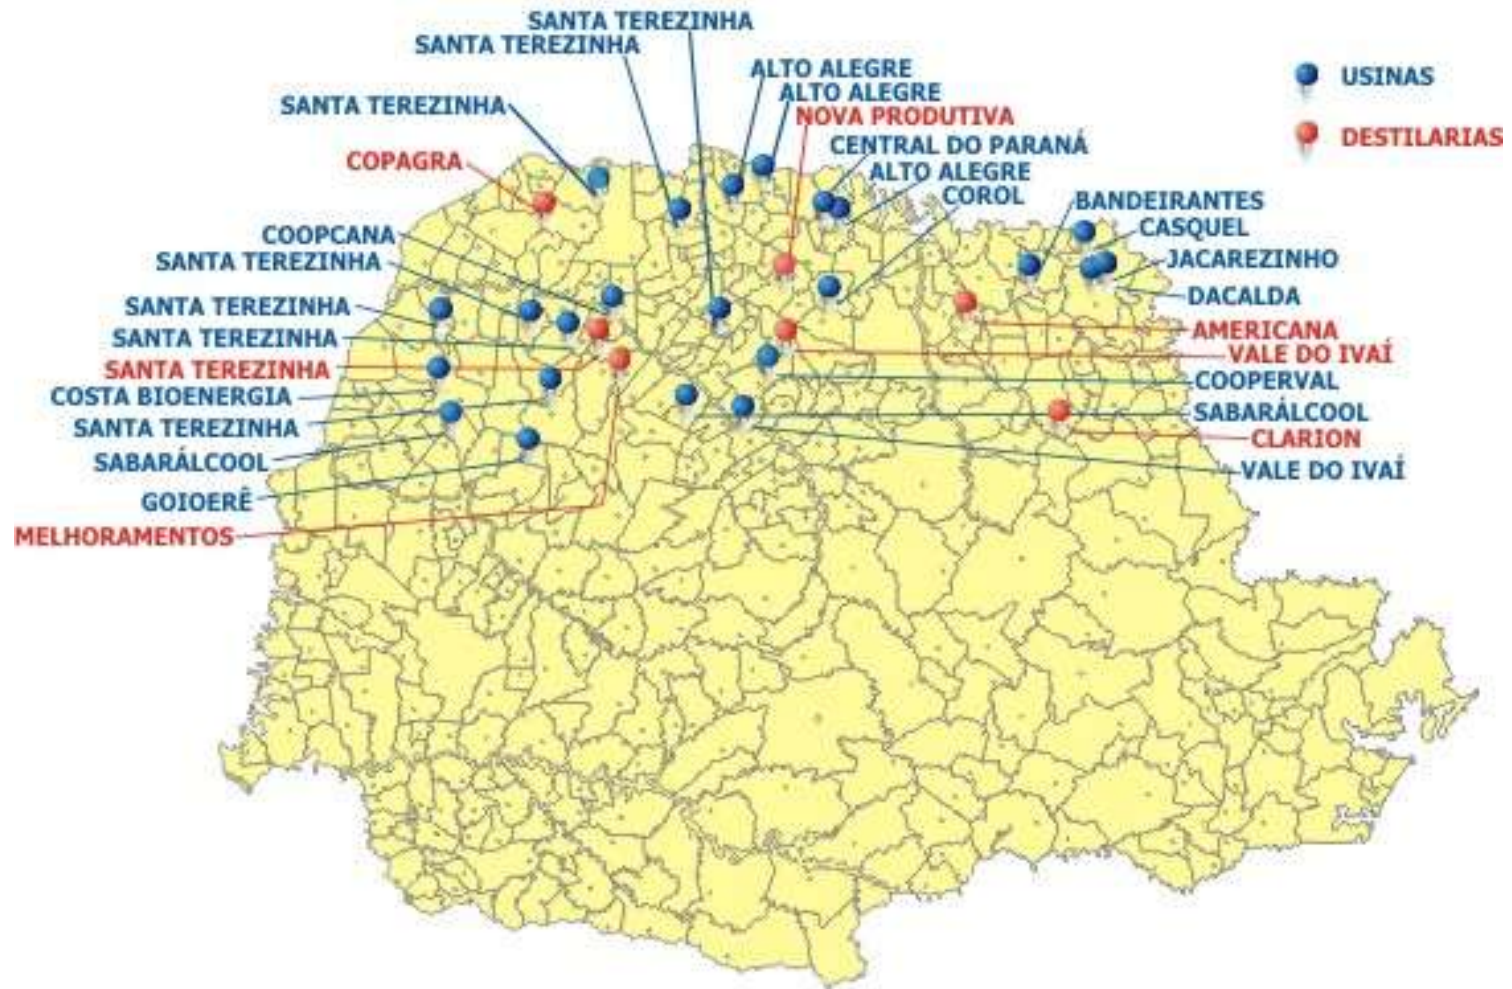 SANTA TEREZINHA
SANTA TEREZINHA
ALTO ALEGRE
USINAS
ALTO ALEGRE
SANTA TEREZINHA
NOVA PRODUTIVA
DESTILARIAS
CENTRAL DO PARANÁ
COPAGRA
ALTO ALEGRE
COROL
BANDEIRANTES
CASQUEL
COOPCANA
SANTA TEREZINHA
JACAREZINHO
DACALDA
SANTA TEREZINHA
AMERICANA
SANTA TEREZINHA
VALE DO IVAÍ
SANTA TEREZINHA
COOPERVAL
COSTA BIOENERGIA
SABARÁLCOOL
SANTA TEREZINHA
CLARION
SABARÁLCOOL
VALE DO IVAÍ
GOIOERÊ
MELHORAMENTOS